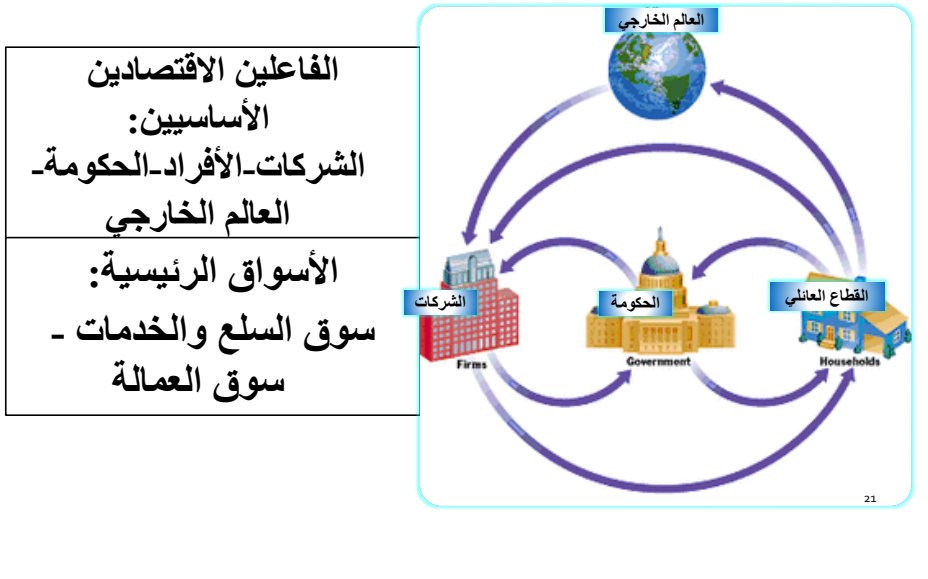 الفاعلين الاقتصادين
الأساسيين:
الشركات-الأفراد-الحكومة-
العالم الخارجي
الأسواق الرئيسية:
سوق السلع والخدمات -
سوق العمالة
العالم الخارجي
القطاع العائلي
الحكومة
الشركات
Firms
Government
Households
21